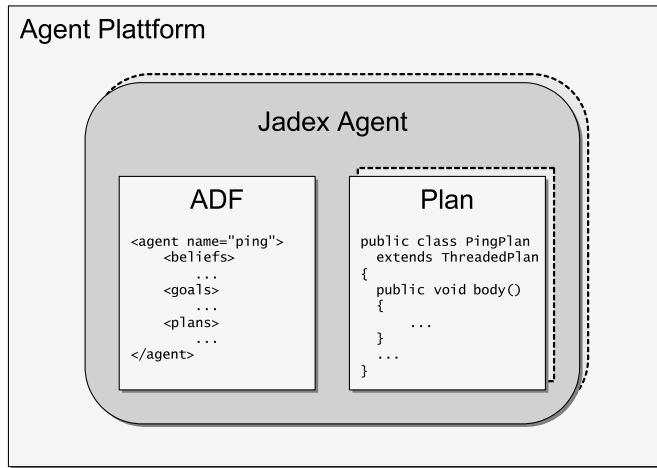 Agent Plattform
Jadex Agent
ADF
<agent name="ping">
    <beliefs>
        ...
    <goals>
        ...
    <plans>
        ...
</agent>
Plan
public class PingPlan
  extends ThreadedPlan
{
  public void body()
  {
      ...
  }
  ...
}